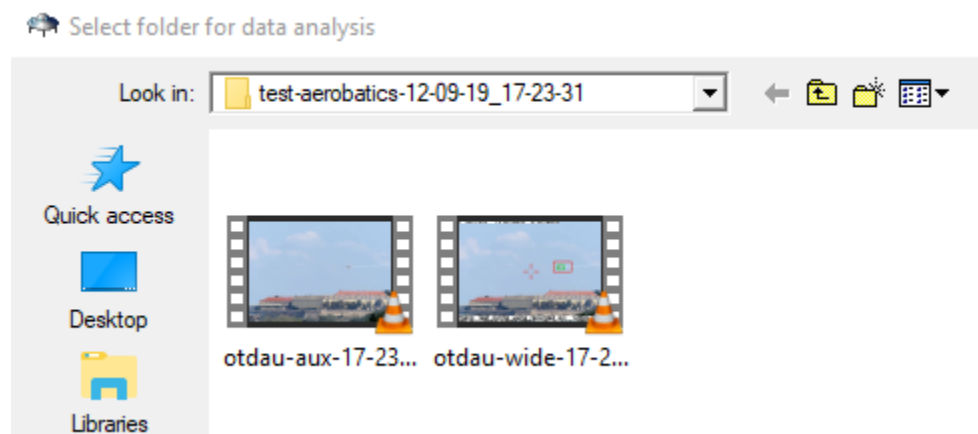 Select folder for data analysis
Look in: test-aerobatics-12-09-19_17-23-31
Quick access
Desktop
Libraries
otdau-aux-17-23... otdau-wide-17-2...